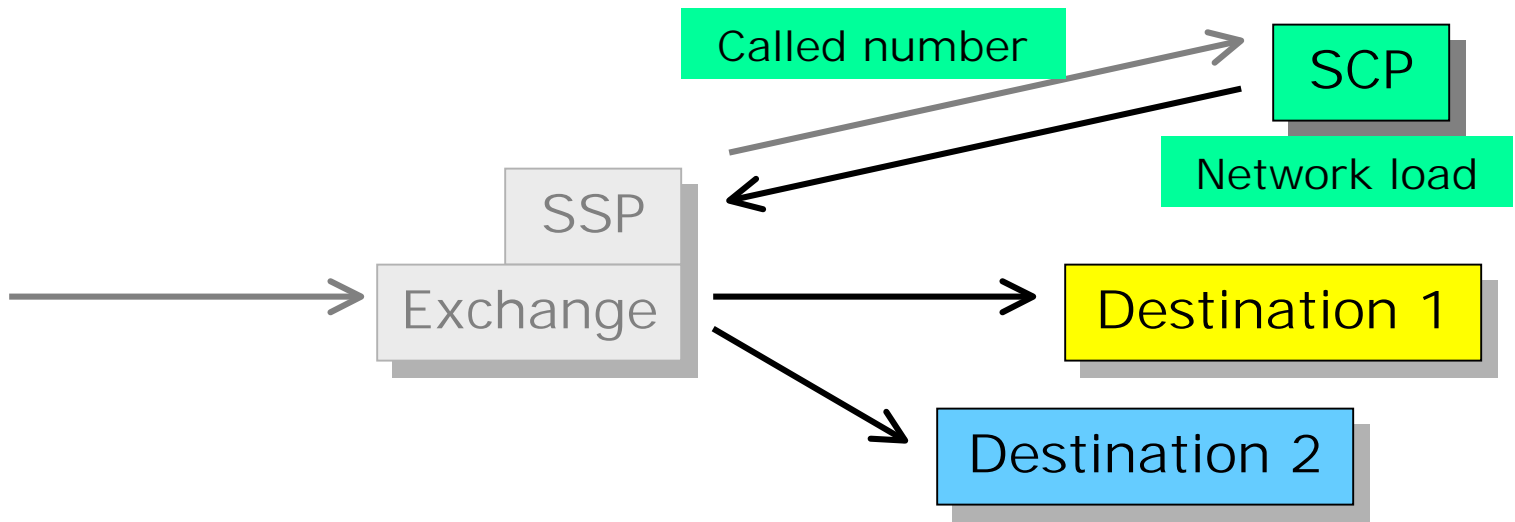 Called number
SCP
Network load
SSP
Exchange
Destination 1
Destination 2